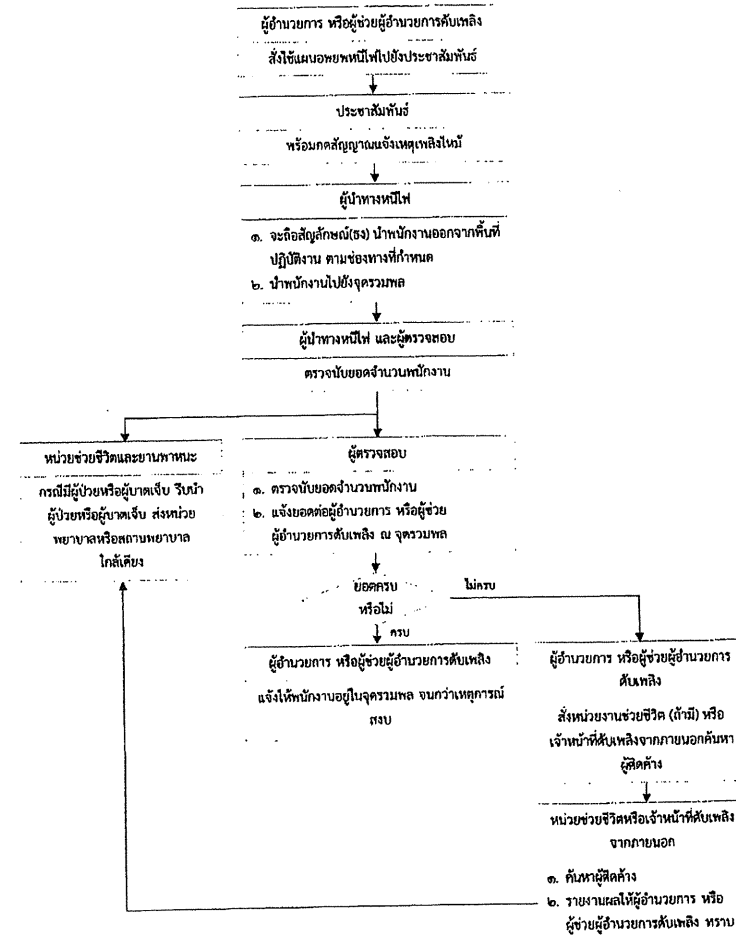 ผู้อำนวยการ หรือผู้ช่วยผู้อำนวยการดับเพลิง
สั่งใช้แผนอพยพหนีไฟไปยังประชาสัมพันธ์
ประชาสัมพันธ์
พร้อมกดสัญญาณแจ้งเหตุเพลิงไหม้
ผู้นำทางหนีไฟ
๑. จะถือสัญลักษณ์(ธง) นำพนักงานออกจากพื้นที่
ปฏิบัติงาน ตามช่องทางที่กำหนด
๒. นำพนักงานไปยังจุดรวมพล
ผู้นำทางหนีไฟ และผู้ตรวจสอบ
ตรวจนับยอดจำนวนพนักงาน
หน่วยช่วยชีวิตและยานพาหนะ
กรณีมีผู้ป่วยหรือผู้บาดเจ็บ รีบนำ
ผู้ป่วยหรือผู้บาดเจ็บ ส่งหน่วย
พยาบาลหรือสถานพยาบาล
ใกล้เคียง
ผู้ตรวจสอบ
๑. ตรวจนับยอดจำนวนพนักงาน
๒. แจ้งยอดต่อผู้อำนวยการ หรือผู้ช่วย
ผู้อำนวยการดับเพลิง ณ จุดรวมพล
ยอดครบ
หรือไม่
ไม่ครบ
ครบ
ผู้อำนวยการ หรือผู้ช่วยผู้อำนวยการดับเพลิง
แจ้งให้พนักงานอยู่ในจุดรวมพล จนกว่าเหตุการณ์
สงบ
ผู้อำนวยการ หรือผู้ช่วยผู้อำนวยการ
ดับเพลิง
สั่งหน่วยงานช่วยชีวิต (ถ้ามี) หรือ
เจ้าหน้าที่ดับเพลิงจากภายนอกค้นหา
ผู้ติดค้าง
หน่วยช่วยชีวิตหรือเจ้าหน้าที่ดับเพลิง
จากภายนอก
๑. ค้นหาผู้ติดค้าง
๒. รายงานผลให้ผู้อำนวยการ หรือ
ผู้ช่วยผู้อำนวยการดับเพลิง ทราบ